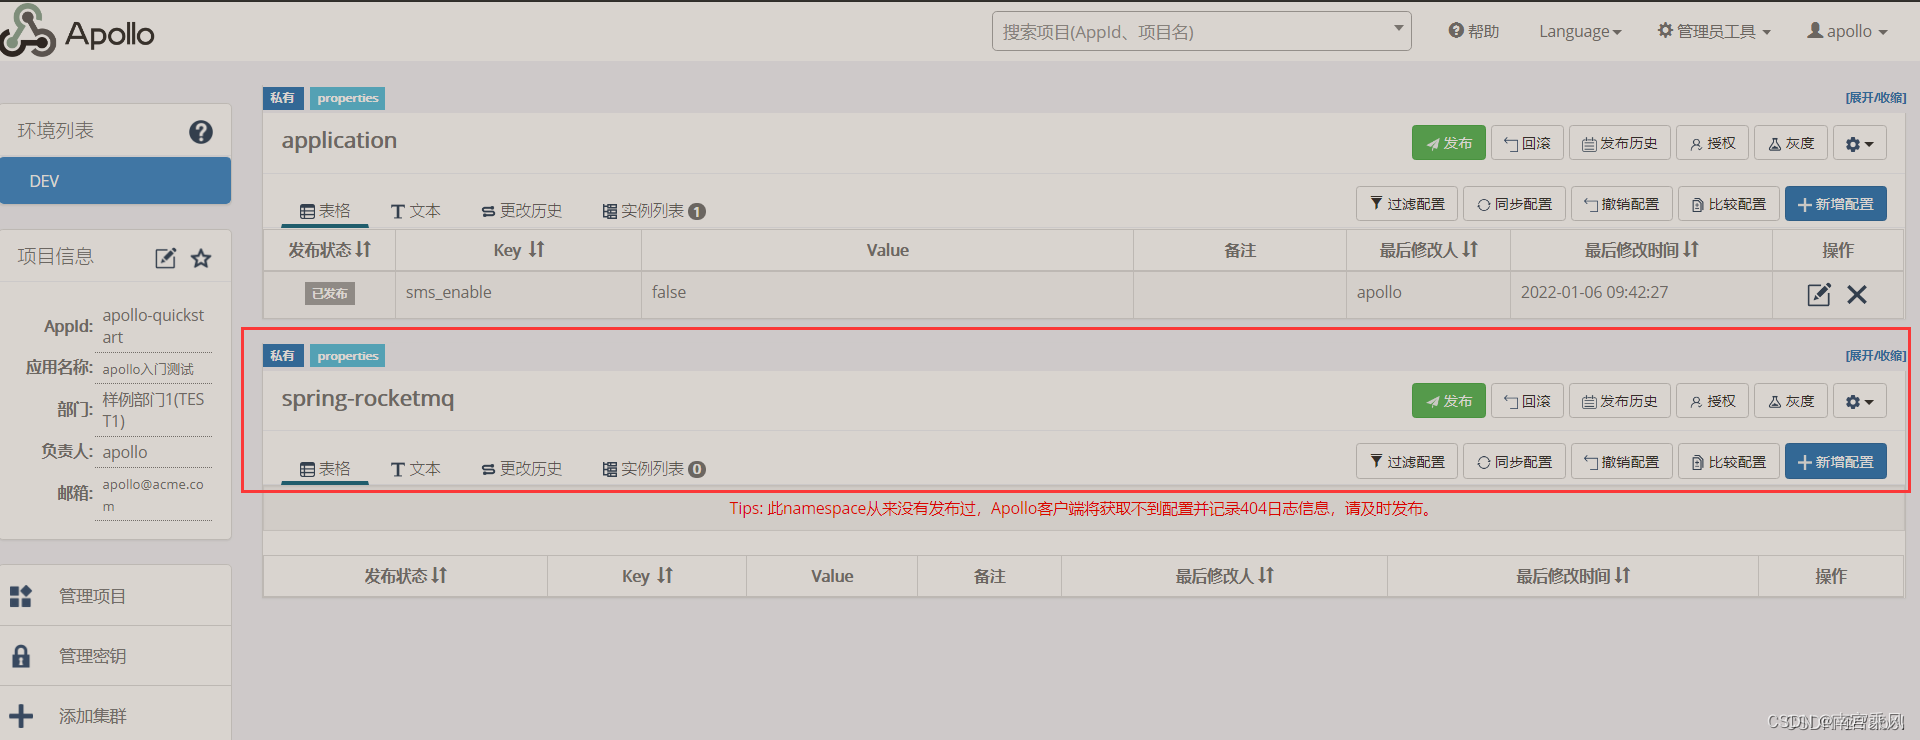 Apollo
搜索项目(AppId、项目名)
帮助
Language
管理员工具
apollo
环境列表
DEV
项目信息
AppId: apollo-quickst
art
应用名称: apollo入门测试
部门: 样例部门1(TES
T1)
负责人: apollo
邮箱: apollo@acme.co
m
管理项目
管理密钥
添加集群
私有 properties [展开/收缩]
application
发布 回滚 发布历史 授权 灰度
表格 文本 更改历史 实例列表 1
过滤配置 同步配置 撤销配置 比较配置 新增配置
发布状态 Key Value 备注 最后修改人 最后修改时间 操作
已发布 sms_enable false apollo 2022-01-06 09:42:27
私有 properties [展开/收缩]
spring-rocketmq
发布 回滚 发布历史 授权 灰度
表格 文本 更改历史 实例列表 0
过滤配置 同步配置 撤销配置 比较配置 新增配置
Tips: 此namespace从来没有发布过，Apollo客户端将获取不到配置并记录404日志信息，请及时发布。
发布状态 Key Value 备注 最后修改人 最后修改时间 操作